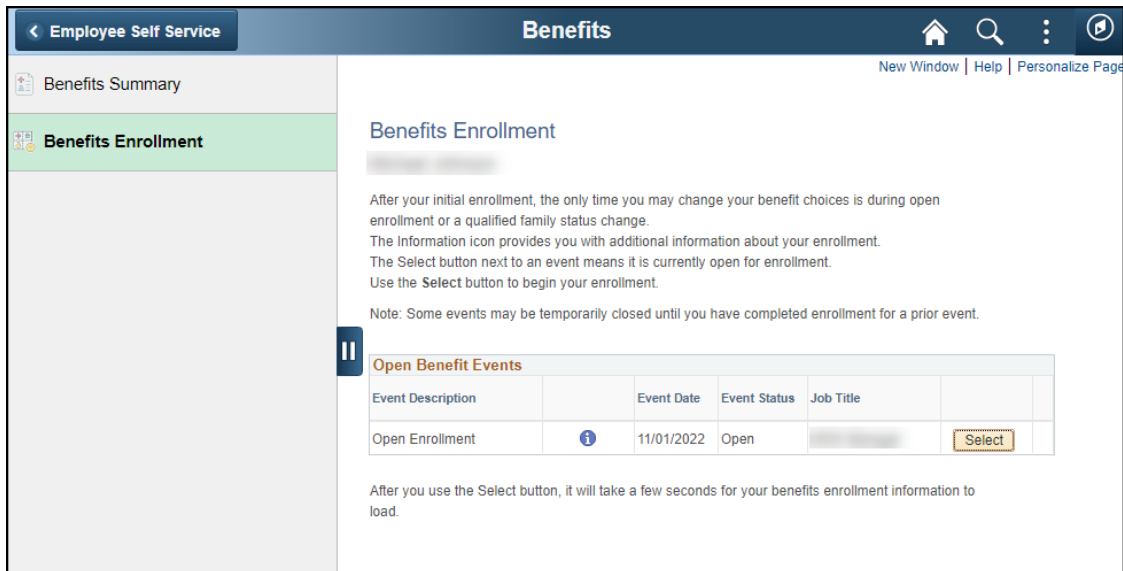 Employee Self Service
Benefits
New Window | Help | Personalize Page
Benefits Summary
Benefits Enrollment
Benefits Enrollment
After your initial enrollment, the only time you may change your benefit choices is during open
enrollment or a qualified family status change.
The Information icon provides you with additional information about your enrollment.
The Select button next to an event means it is currently open for enrollment.
Use the Select button to begin your enrollment.
Note: Some events may be temporarily closed until you have completed enrollment for a prior event.
Open Benefit Events
Event Description Event Date Event Status Job Title
Open Enrollment 11/01/2022 Open Select
After you use the Select button, it will take a few seconds for your benefits enrollment information to
load.